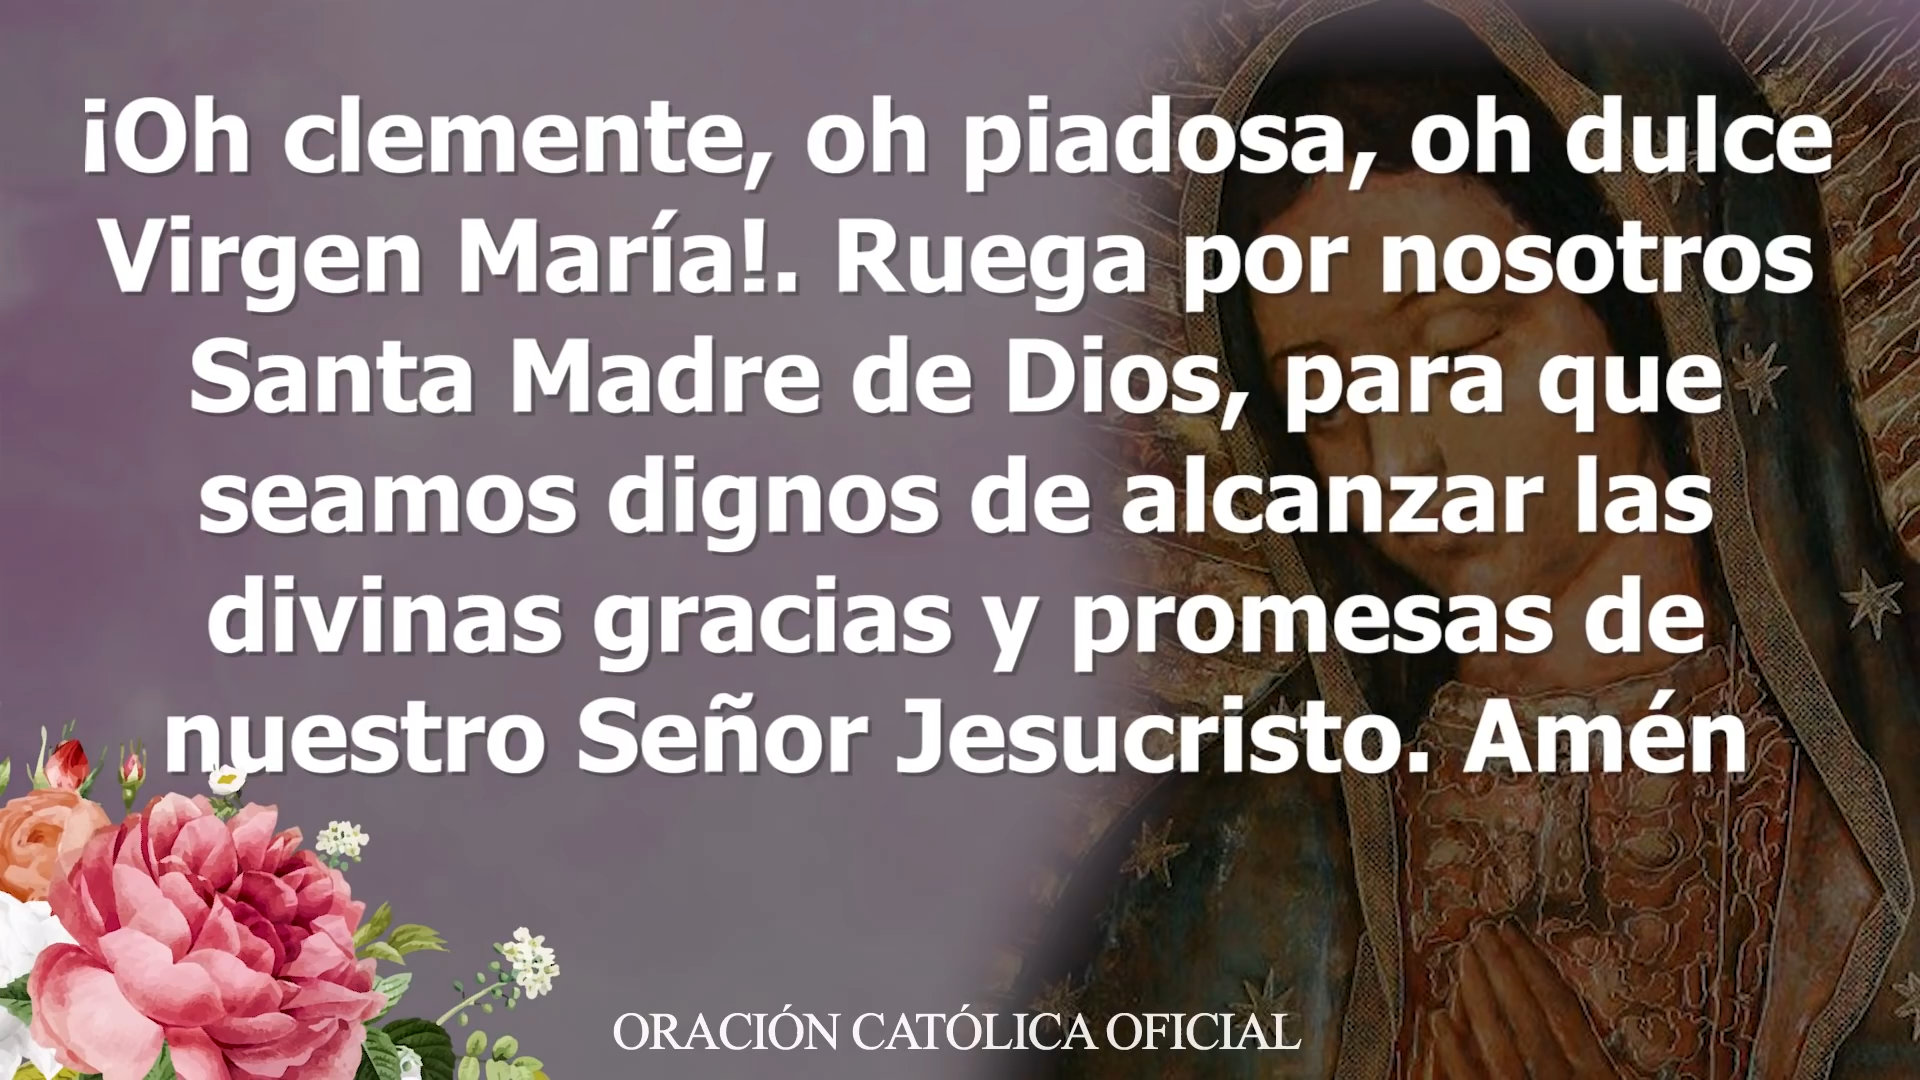 ¡Oh clemente, oh piadosa, oh dulce
Virgen María!. Ruega por nosotros
Santa Madre de Dios, para que
seamos dignos de alcanzar las
divinas gracias y promesas de
nuestro Señor Jesucristo. Amén
ORACIÓN CATÓLICA OFICIAL